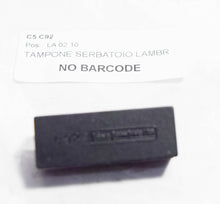 C5 C92
Pos.: LA 02 10
TAMPONE SERBATOIO LAMBR
NO BARCODE